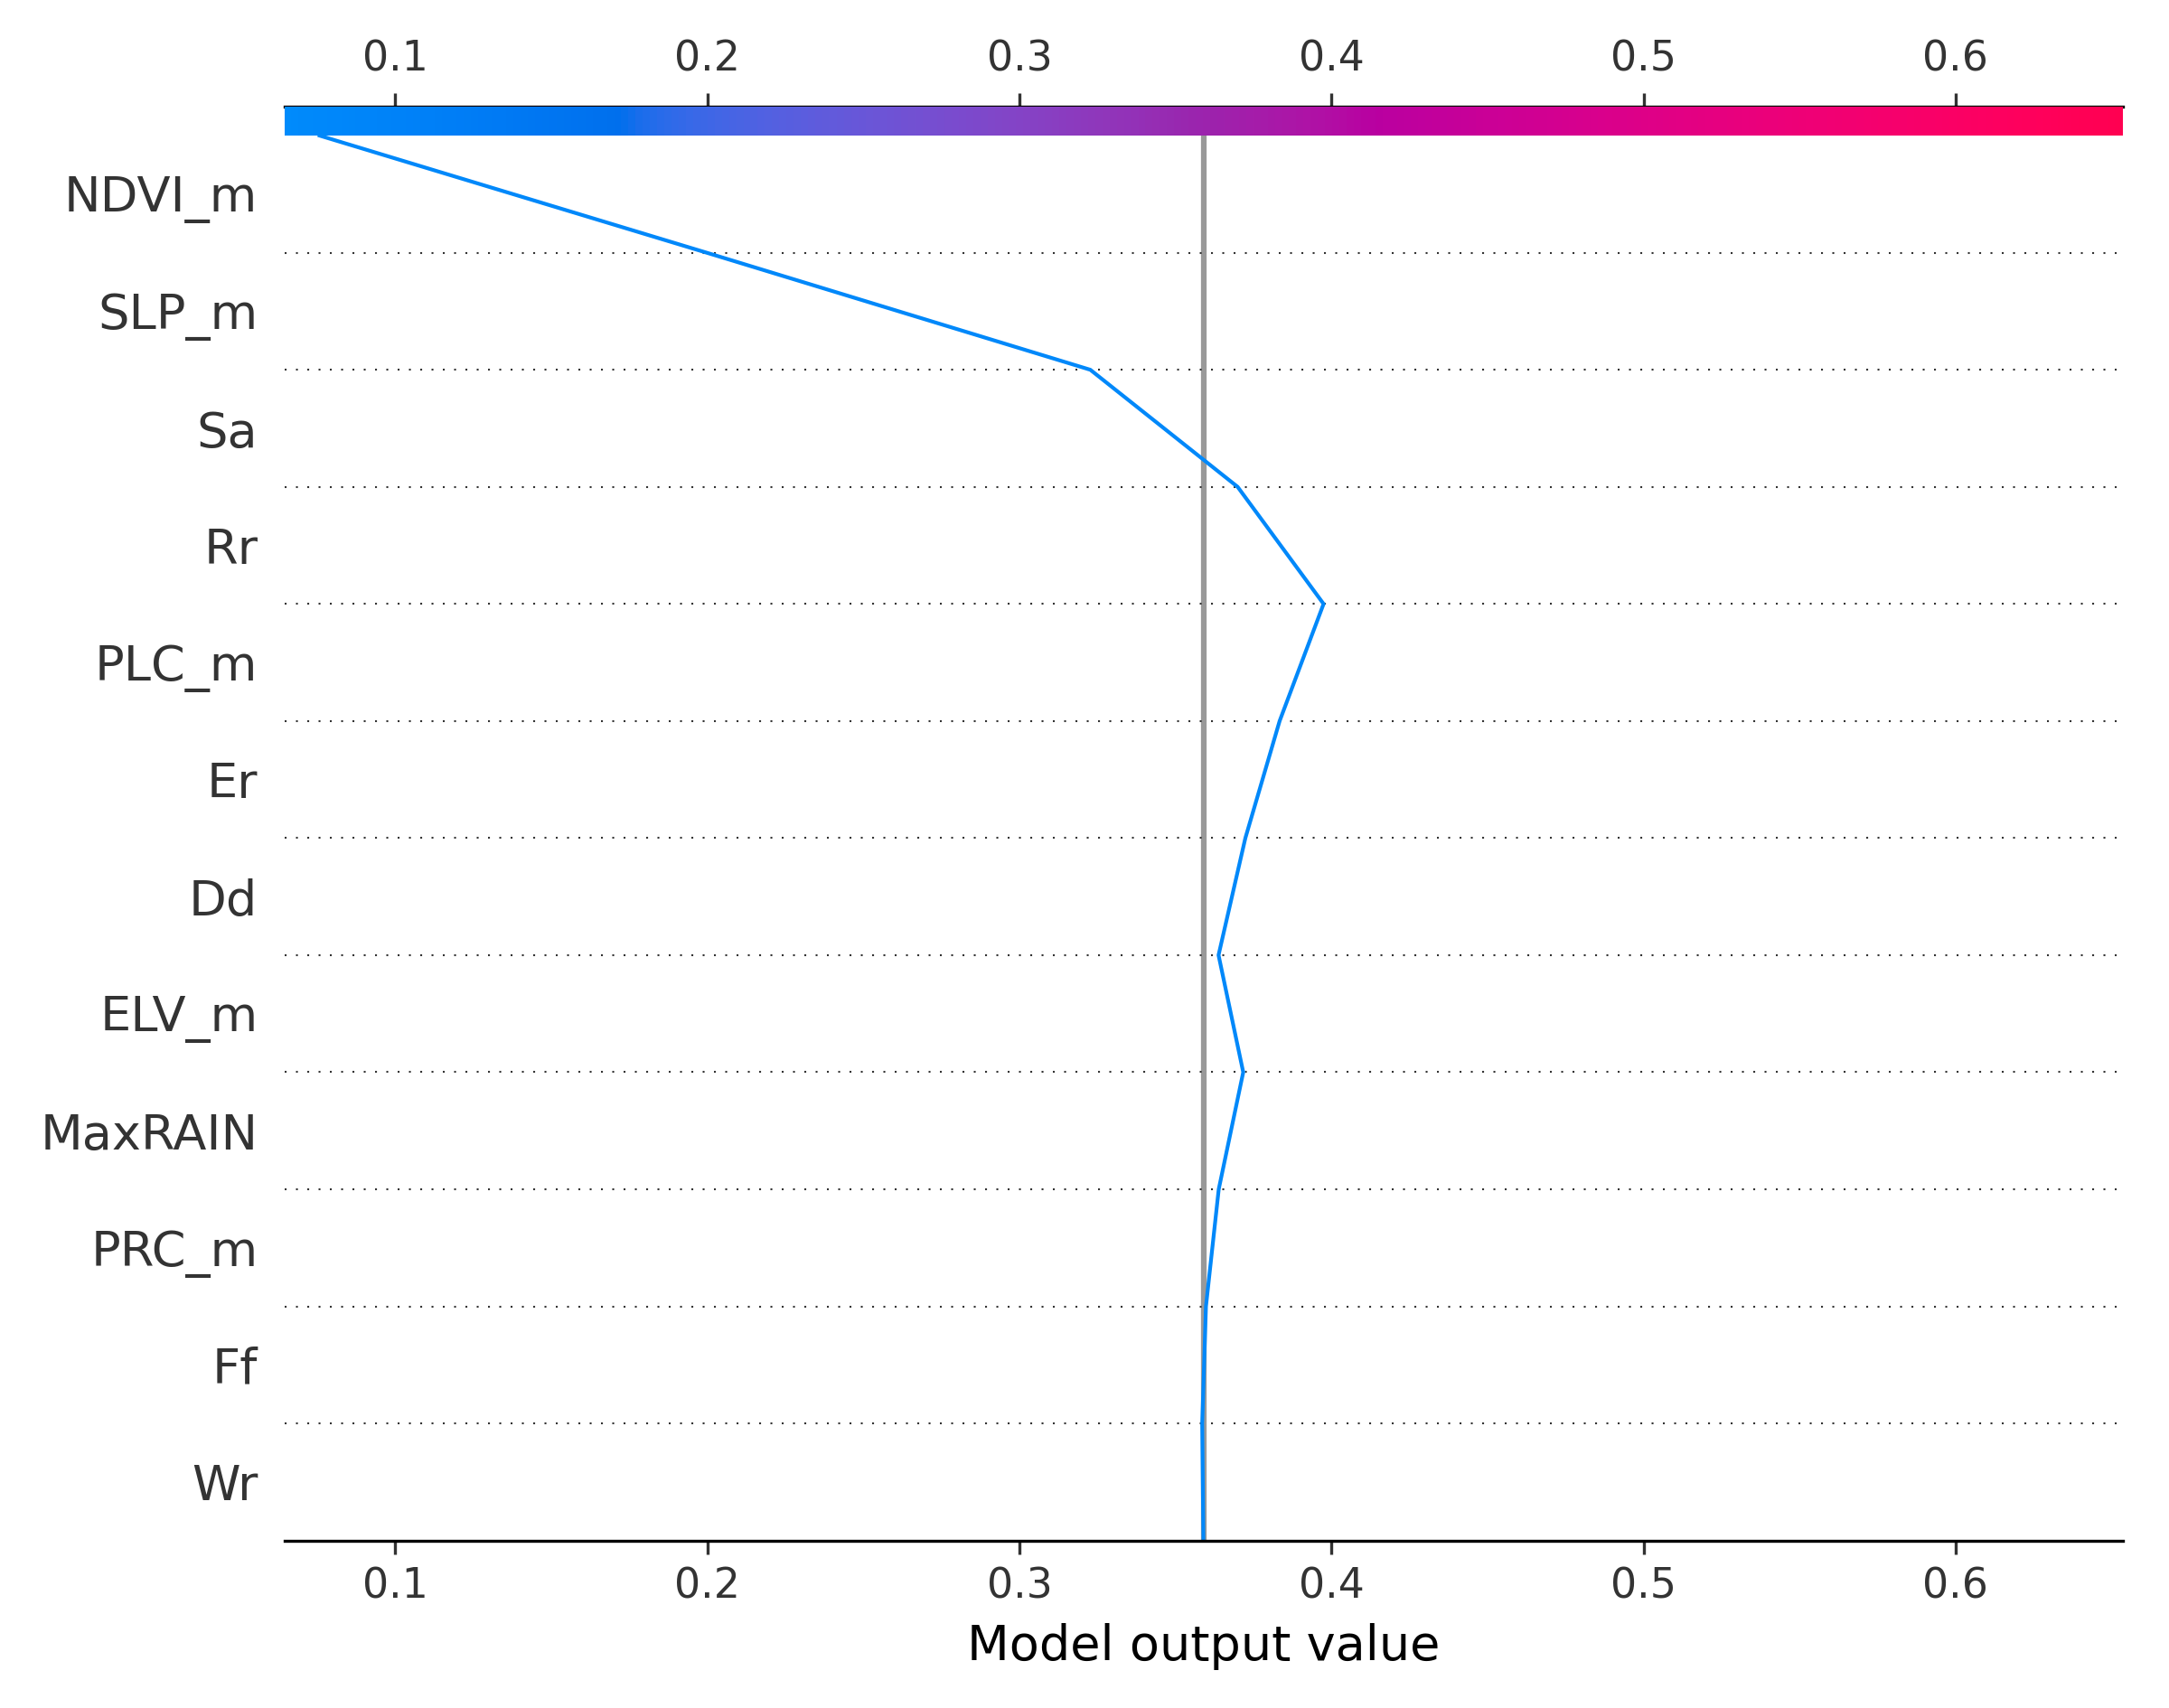 0.1 0.2 0.3 0.4 0.5 0.6
NDVI_m
SLP_m
Sa
Rr
PLC_m
Er
Dd
ELV_m
MaxRAIN
PRC_m
Ff
Wr
0.1 0.2 0.3 0.4 0.5 0.6
Model output value